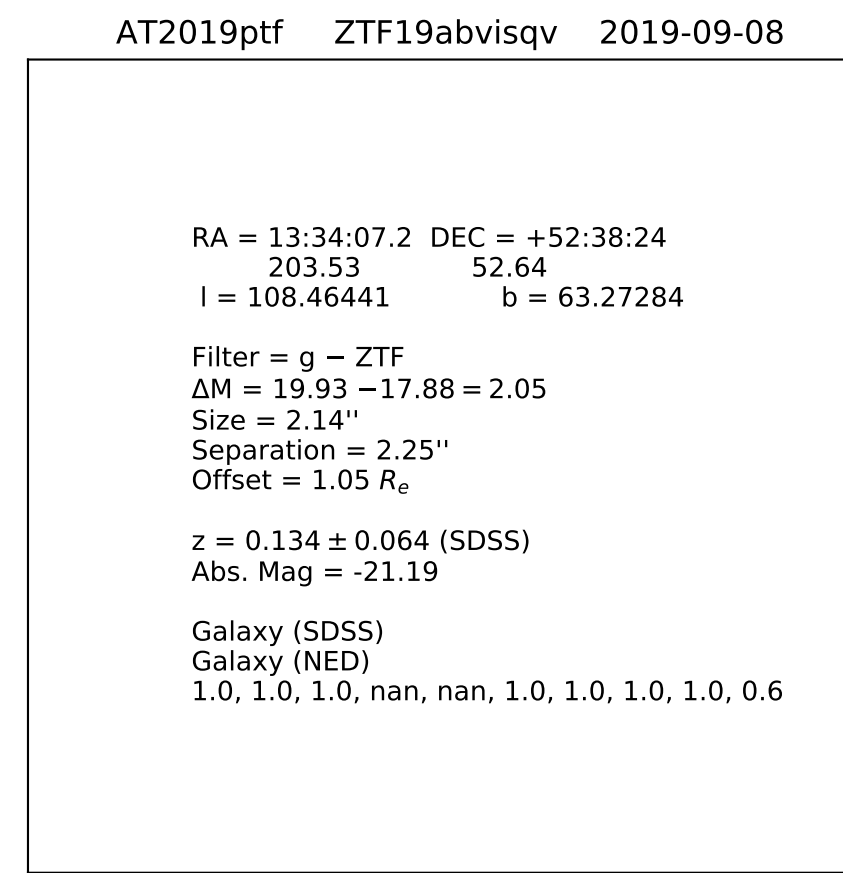 AT2019ptf ZTF19abvisqv 2019-09-08
RA = 13:34:07.2 DEC = +52:38:24
203.53 52.64
l = 108.46441 b = 63.27284
Filter = g − ZTF
ΔM = 19.93 −17.88 = 2.05
Size = 2.14''
Separation = 2.25''
Offset = 1.05 Re
z = 0.134 ± 0.064 (SDSS)
Abs. Mag = -21.19
Galaxy (SDSS)
Galaxy (NED)
1.0, 1.0, 1.0, nan, nan, 1.0, 1.0, 1.0, 1.0, 0.6